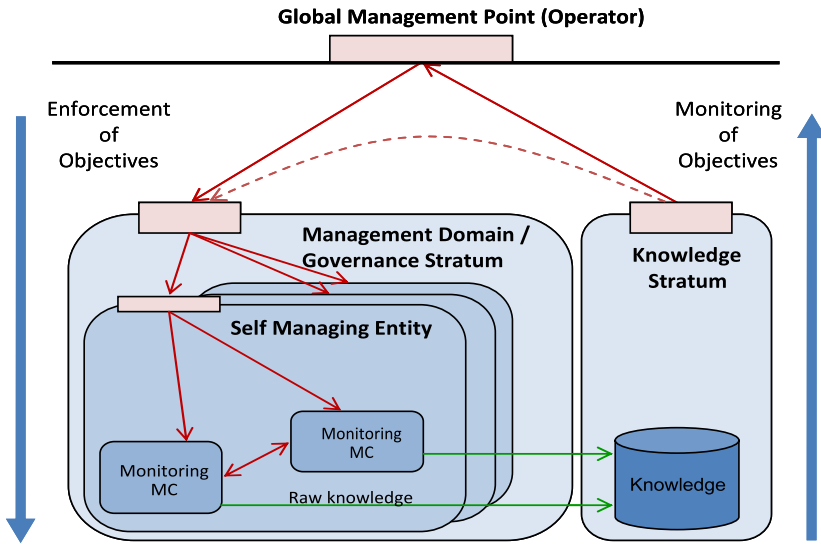 Global Management Point (Operator)
Enforcement
of
Objectives
Monitoring
of
Objectives
Management Domain /
Governance Stratum
Knowledge
Stratum
Self Managing Entity
Monitoring
MC
Monitoring
MC
Raw knowledge
Knowledge